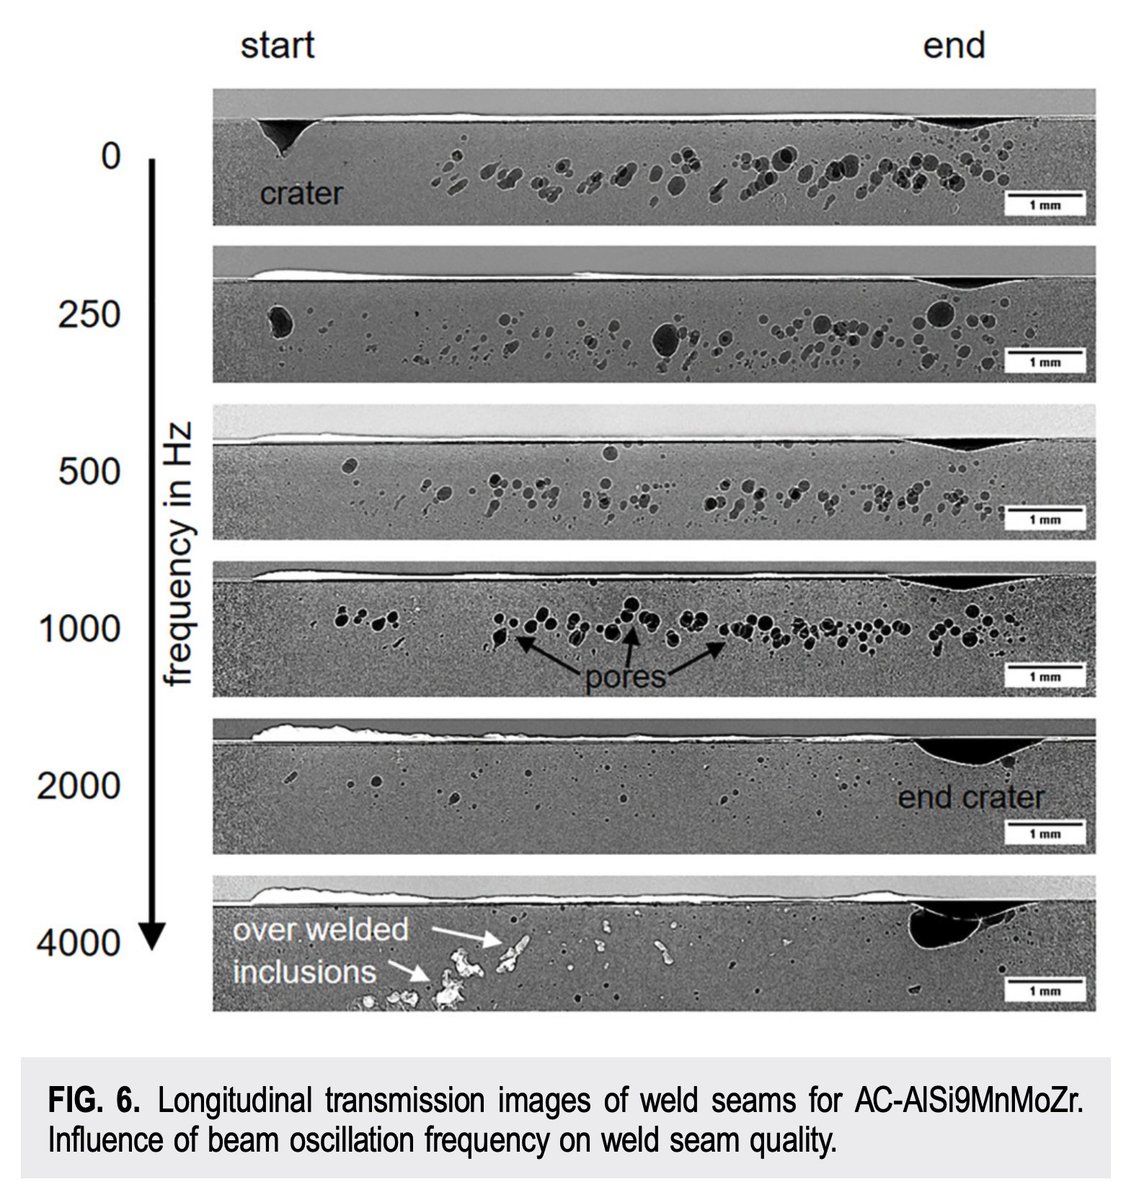 start
end
0
crater
1 mm
250
1 mm
500
1 mm
frequency in Hz
1000
pores
1 mm
2000
end crater
1 mm
4000
over welded
inclusions
1 mm
FIG. 6. Longitudinal transmission images of weld seams for AC-AlSi9MnMoZr.
Influence of beam oscillation frequency on weld seam quality.